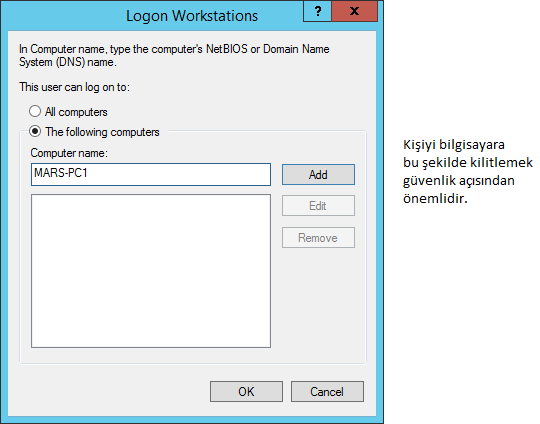 Logon Workstations
? x
In Computer name, type the computer's NetBIOS or Domain Name
System (DNS) name.
This user can log on to:
All computers
The following computers
Computer name:
MARS-PC1
Add
Edit
Remove
OK
Cancel
Kişiyi bilgisayara
bu şekilde kilitlemek
güvenlik açısından
önemlidir.